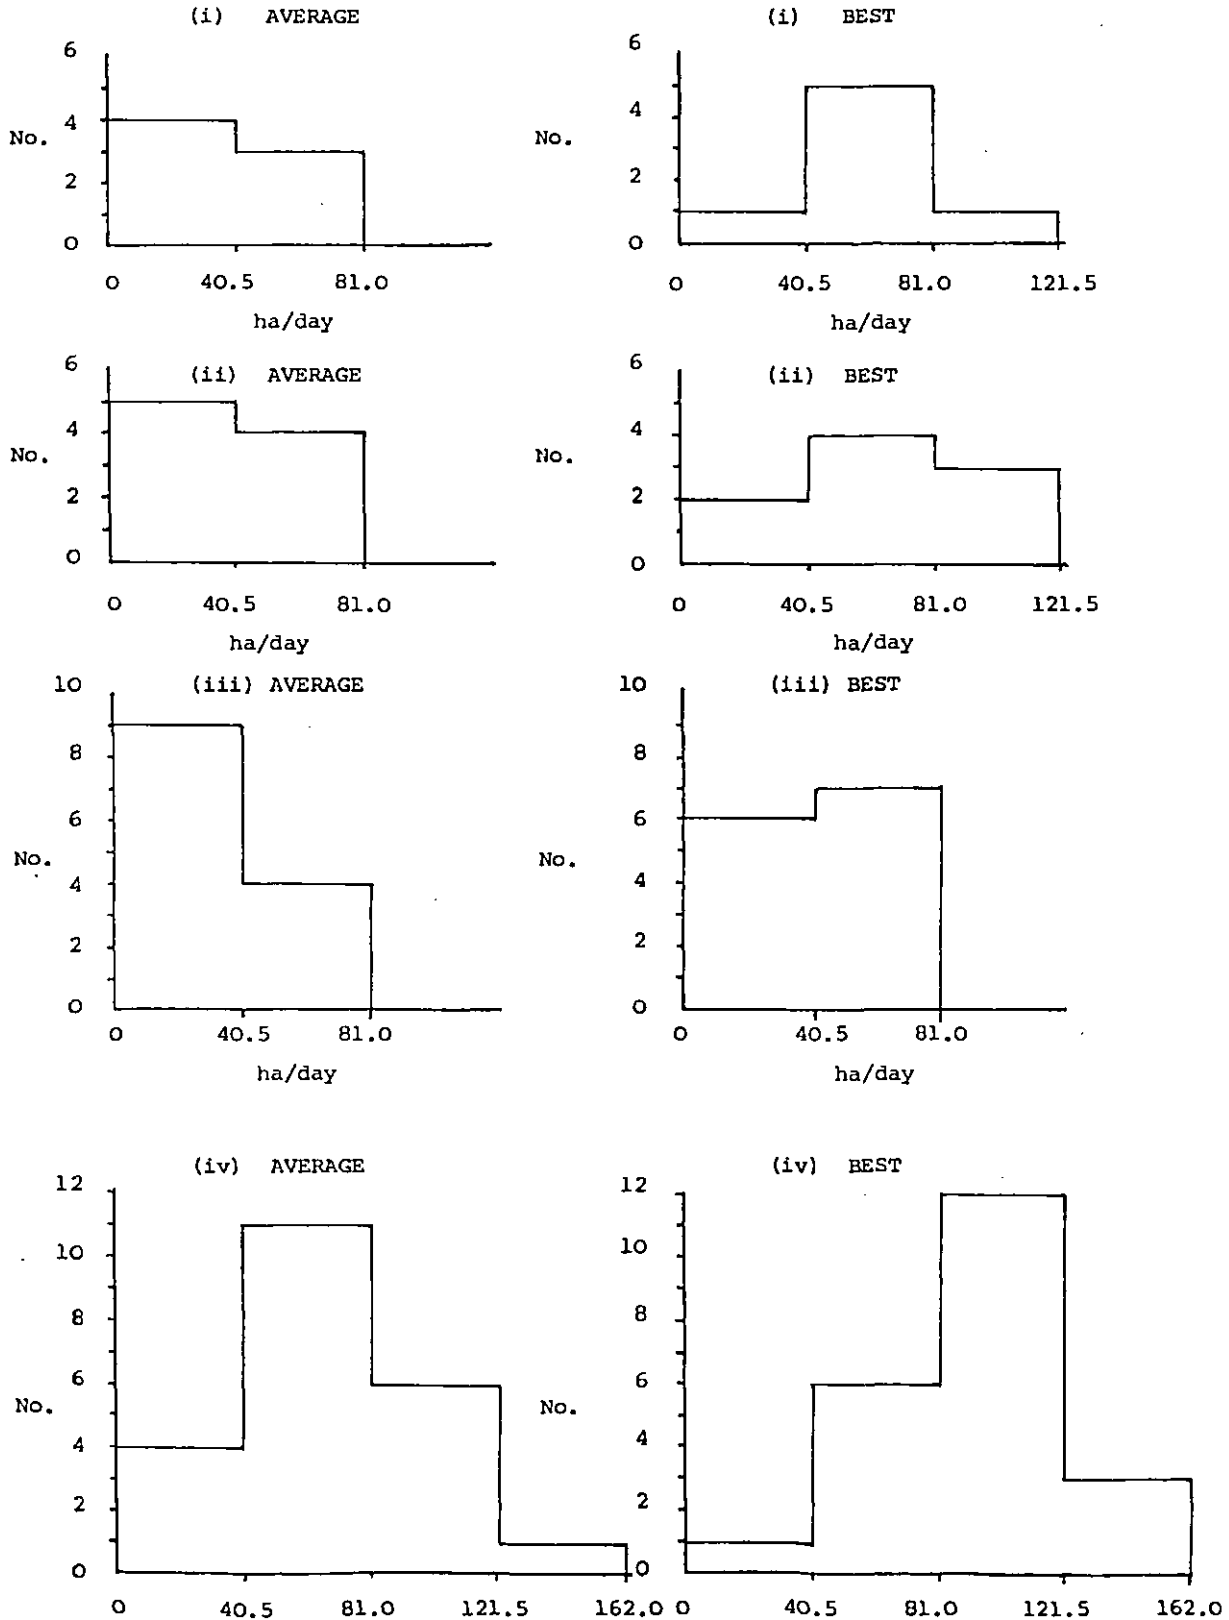 (i) AVERAGE
6
4
No.
2
0
0 40.5 81.0
ha/day
(i) BEST
6
4
No.
2
0
0 40.5 81.0 121.5
ha/day
(ii) AVERAGE
6
4
No.
2
0
0 40.5 81.0
ha/day
(ii) BEST
6
4
No.
2
0
0 40.5 81.0 121.5
ha/day
(iii) AVERAGE
10
8
6
No.
4
2
0
0 40.5 81.0
ha/day
(iii) BEST
10
8
6
No.
4
2
0
0 40.5 81.0
ha/day
(iv) AVERAGE
12
10
8
6
No.
4
2
0
0 40.5 81.0 121.5 162.0
(iv) BEST
12
10
8
6
No.
4
2
0
0 40.5 81.0 121.5 162.0